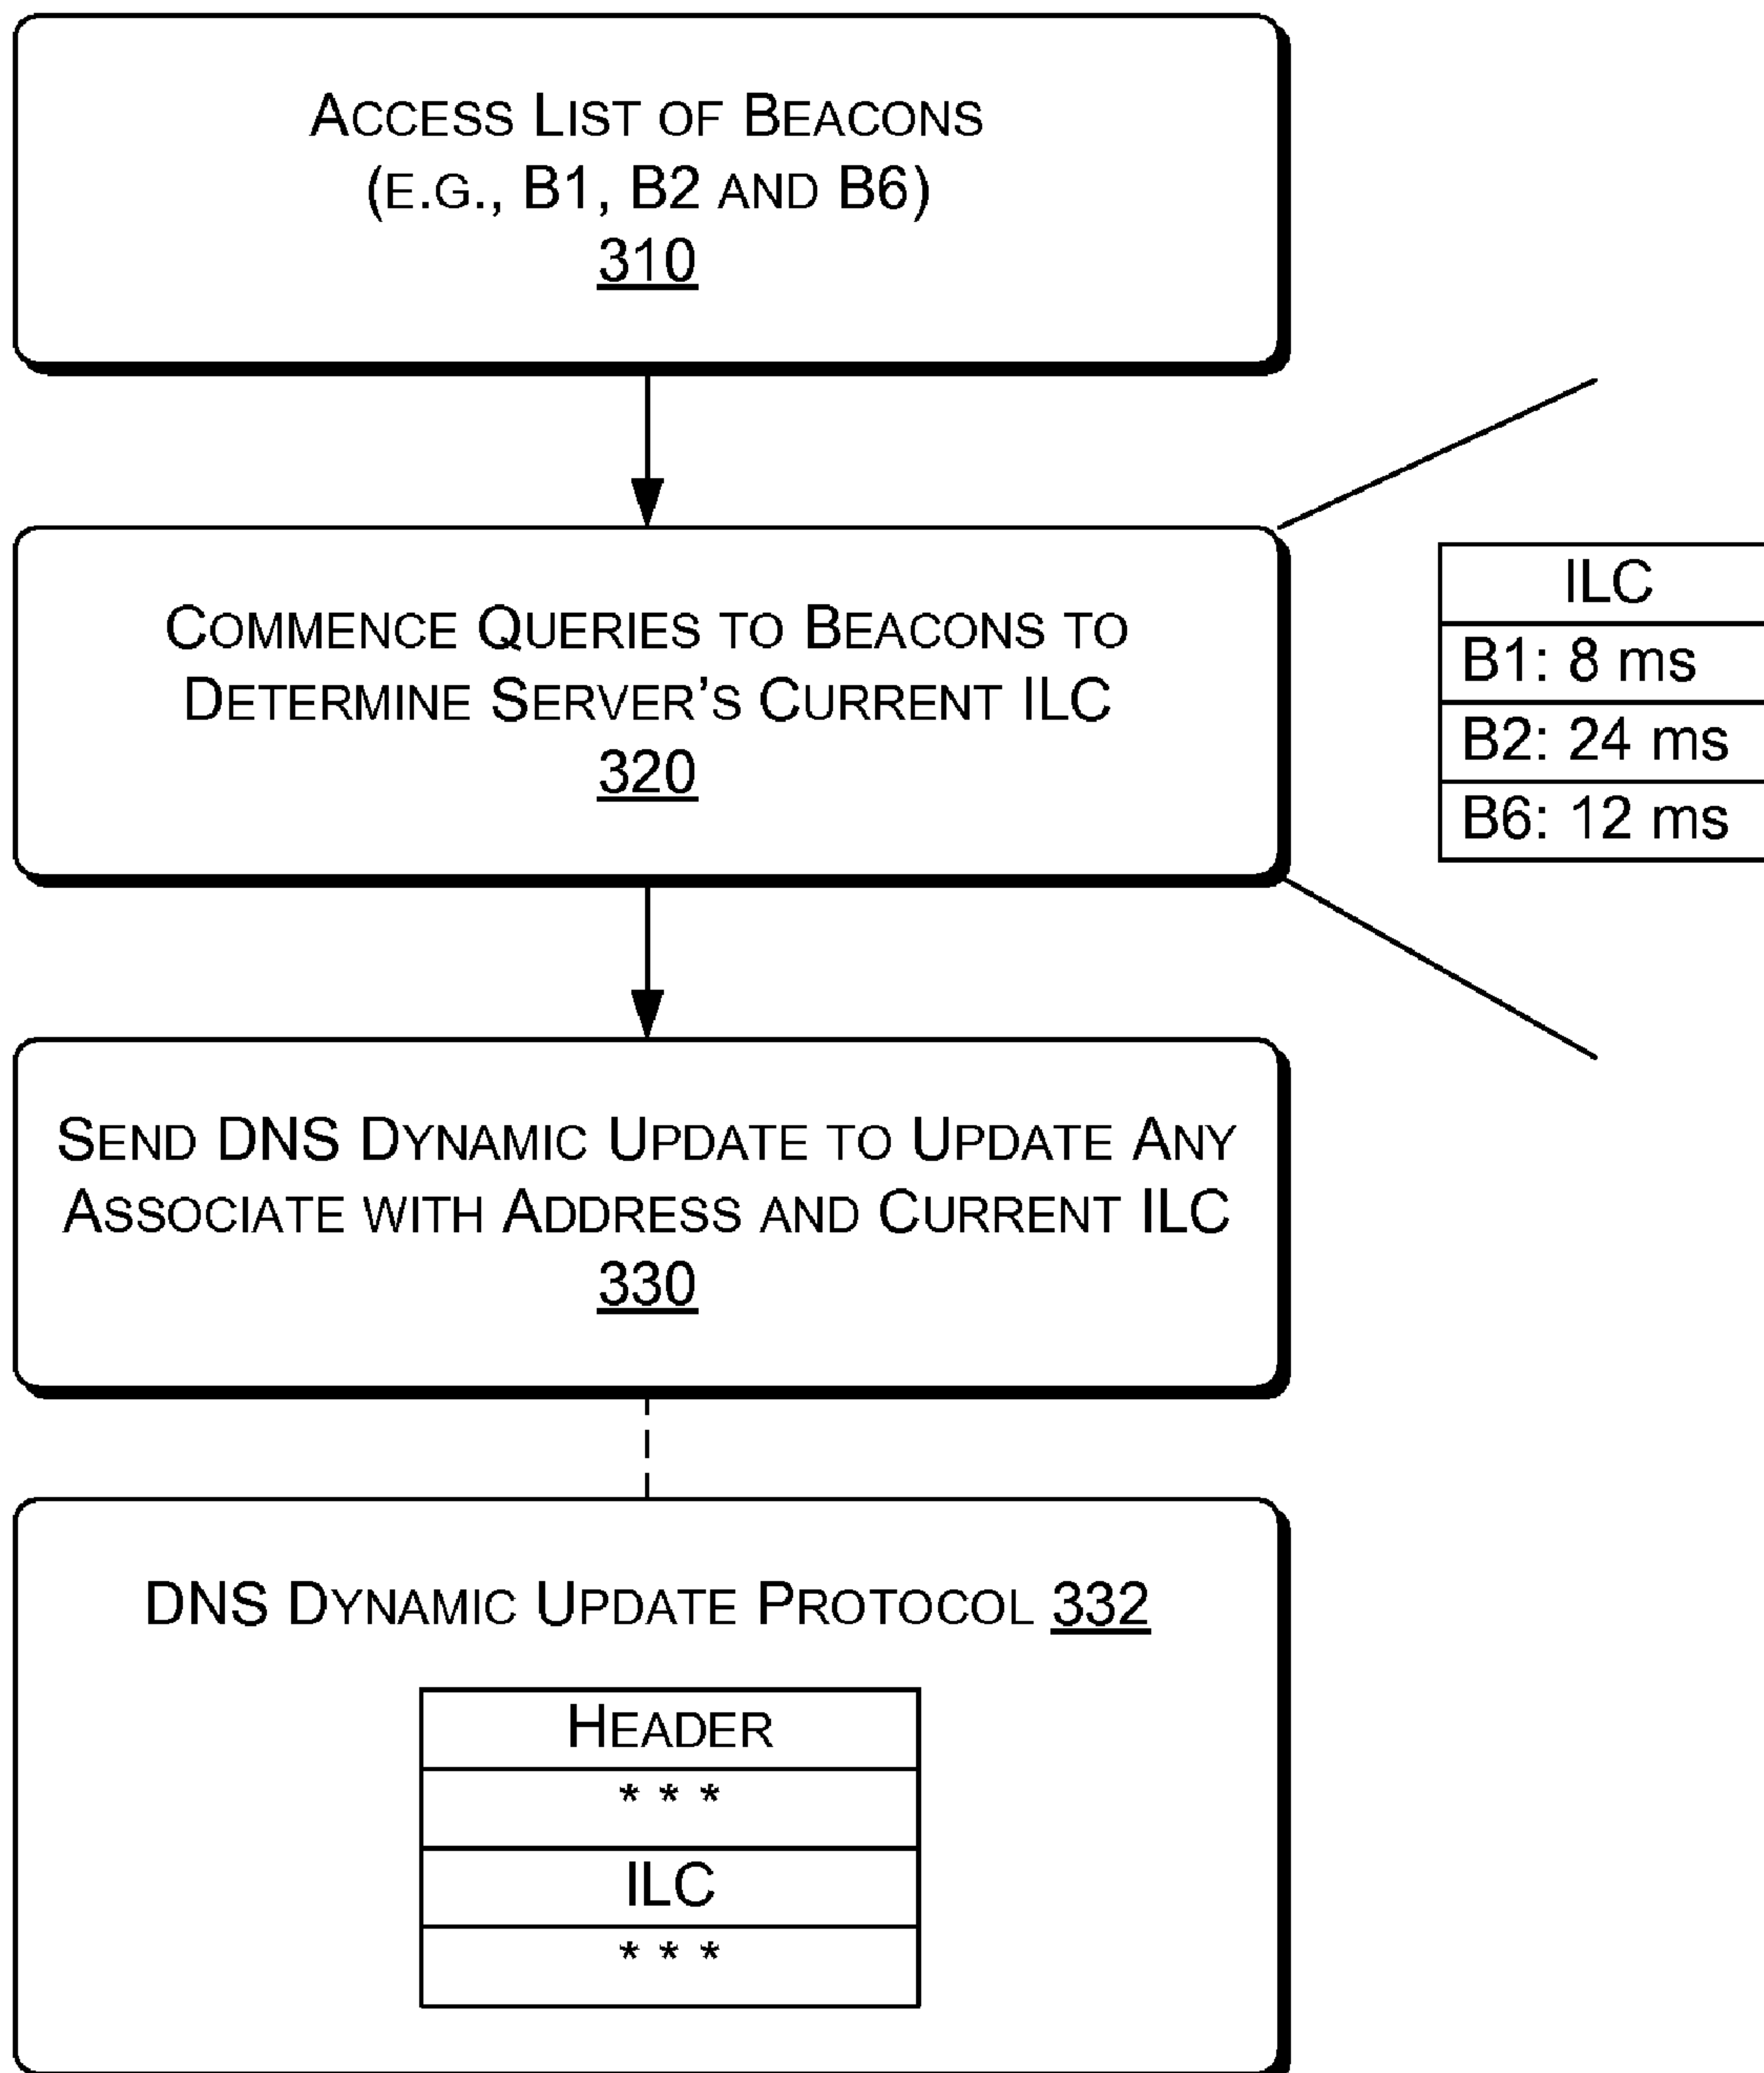 ACCESS LIST OF BEACONS
(E.G., B1, B2 AND B6)
310
COMMENCE QUERIES TO BEACONS TO
DETERMINE SERVER'S CURRENT ILC
320
ILC
B1: 8 ms
B2: 24 ms
B6: 12 ms
SEND DNS DYNAMIC UPDATE TO UPDATE ANY
ASSOCIATE WITH ADDRESS AND CURRENT ILC
330
DNS DYNAMIC UPDATE PROTOCOL 332
HEADER
* * *
ILC
* * *